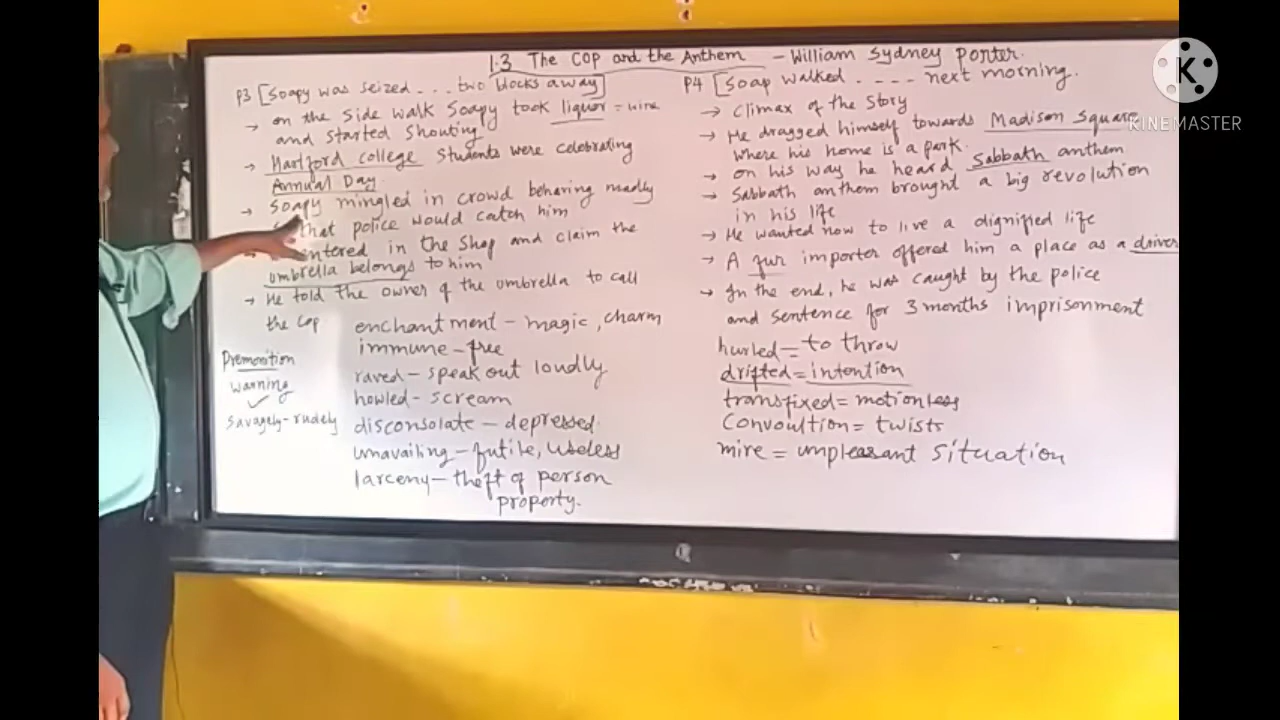 1.3 The Cop and the Anthem - William Sydney Porter.
P3 [Soapy was seized ... two blocks away]
→ on the side walk Soapy took liquor = wine
and started shouting
→ Hartford college students were celebrating
Annual Day
→ Soapy mingled in crowd behaving madly
that police would catch him
entered in the shop and claim the
umbrella belongs to him
→ He told the owner of the umbrella to call
the cop
enchantment - magic, charm
immune - free
raved - speak out loudly
howled - scream
disconsolate - depressed.
unavailing - futile, useless
larceny - theft of person
property.
Premonition
warning
savagely - rudely
P4 [Soap walked .... next morning.
→ climax of the story
→ He dragged himself towards Madison Square
where his home is a park.
→ on his way he heard Sabbath anthem
→ Sabbath anthem brought a big revolution
in his life
→ He wanted now to live a dignified life
→ A fur importer offered him a place as a driver
→ In the end, he was caught by the police
and sentence for 3 months imprisonment
hurled = to throw
drifted = intention
transfixed = motionless
Convoultion = twists
mire = unpleasant situation
K
KINEMASTER